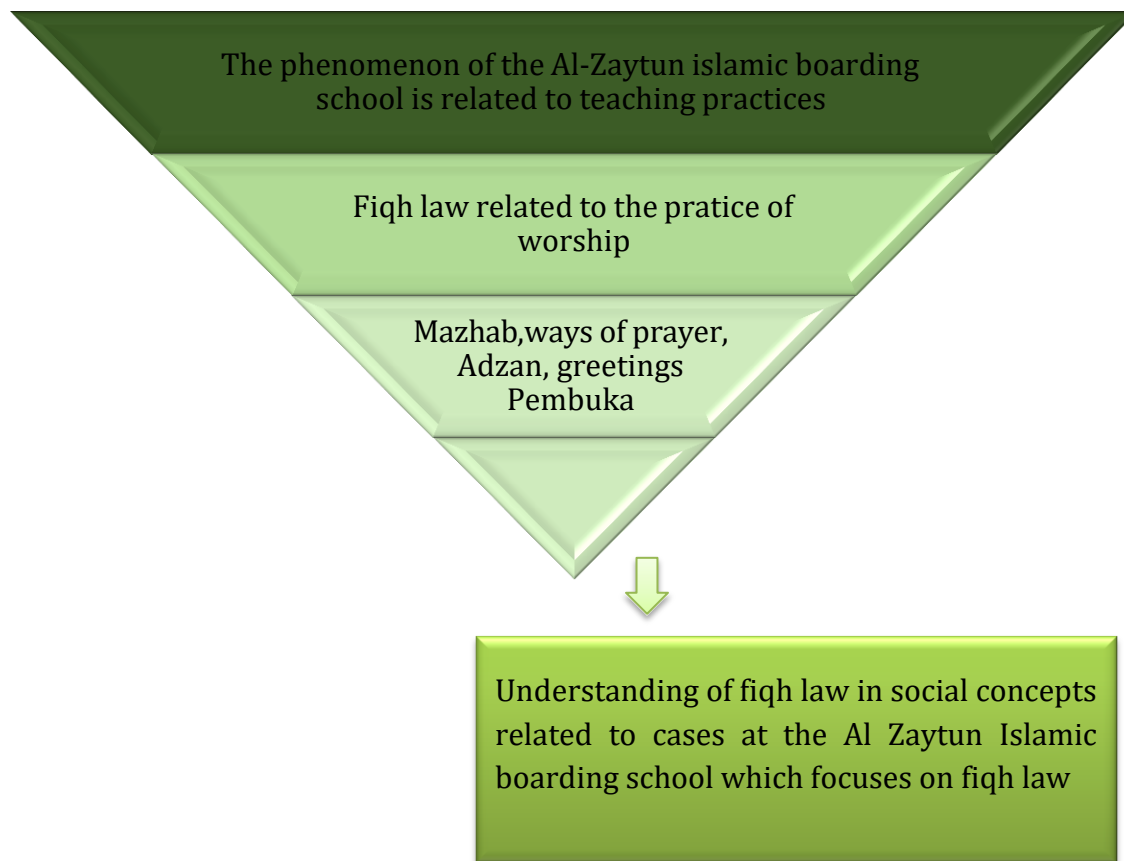 The phenomenon of the Al-Zaytun islamic boarding
school is related to teaching practices
Fiqh law related to the pratice of
worship
Mazhab,ways of prayer,
Adzan, greetings
Pembuka
Understanding of fiqh law in social concepts
related to cases at the Al Zaytun Islamic
boarding school which focuses on fiqh law